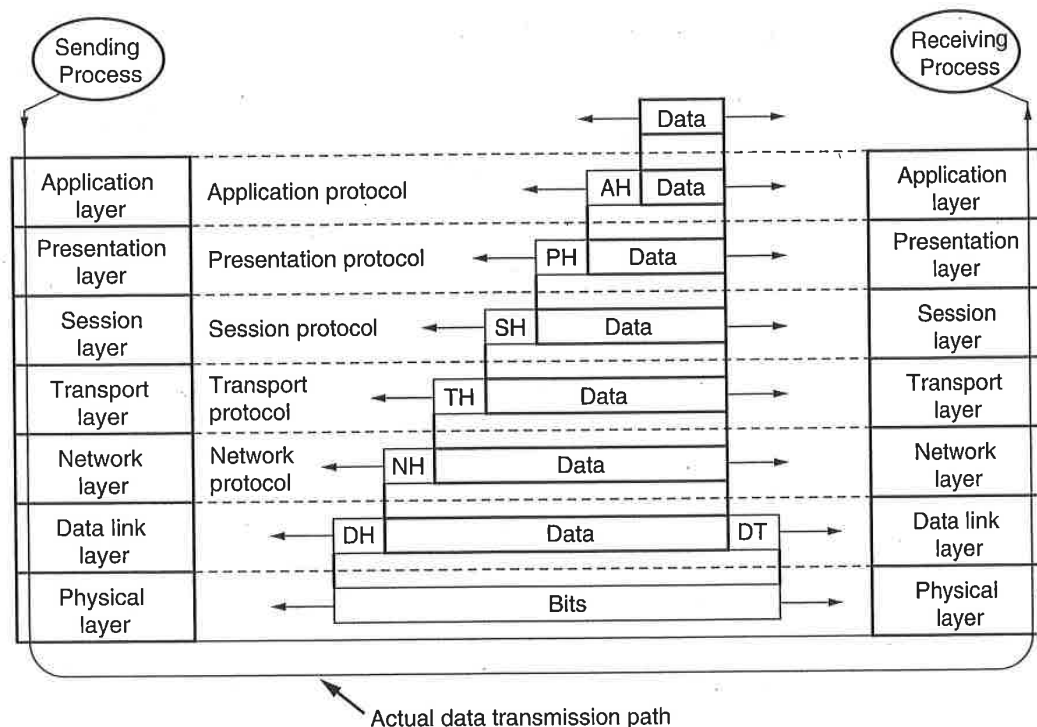 Sending
Process
Receiving
Process
Data
Application
layer
Application protocol
AH
Data
Application
layer
Presentation
layer
Presentation protocol
PH
Data
Presentation
layer
Session
layer
Session protocol
SH
Data
Session
layer
Transport
layer
Transport
protocol
TH
Data
Transport
layer
Network
layer
Network
protocol
NH
Data
Network
layer
Data link
layer
DH
Data
DT
Data link
layer
Physical
layer
Bits
Physical
layer
Actual data transmission path